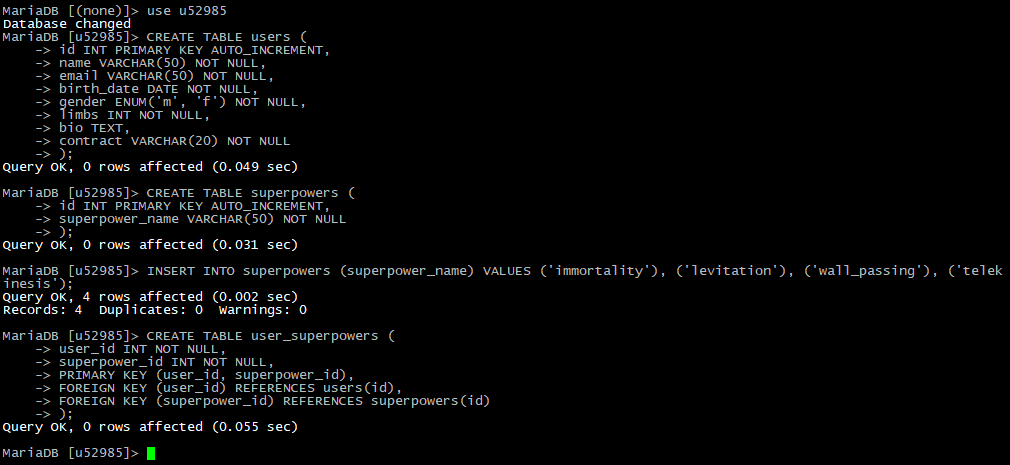 MariaDB [(none)]> use u52985
Database changed
MariaDB [u52985]> CREATE TABLE users (
    -> id INT PRIMARY KEY AUTO_INCREMENT,
    -> name VARCHAR(50) NOT NULL,
    -> email VARCHAR(50) NOT NULL,
    -> birth_date DATE NOT NULL,
    -> gender ENUM('m', 'f') NOT NULL,
    -> limbs INT NOT NULL,
    -> bio TEXT,
    -> contract VARCHAR(20) NOT NULL
    -> );
Query OK, 0 rows affected (0.049 sec)
MariaDB [u52985]> CREATE TABLE superpowers (
    -> id INT PRIMARY KEY AUTO_INCREMENT,
    -> superpower_name VARCHAR(50) NOT NULL
    -> );
Query OK, 0 rows affected (0.031 sec)
MariaDB [u52985]> INSERT INTO superpowers (superpower_name) VALUES ('immortality'), ('levitation'), ('wall_passing'), ('telek
inesis');
Query OK, 4 rows affected (0.002 sec)
Records: 4  Duplicates: 0  Warnings: 0
MariaDB [u52985]> CREATE TABLE user_superpowers (
    -> user_id INT NOT NULL,
    -> superpower_id INT NOT NULL,
    -> PRIMARY KEY (user_id, superpower_id),
    -> FOREIGN KEY (user_id) REFERENCES users(id),
    -> FOREIGN KEY (superpower_id) REFERENCES superpowers(id)
    -> );
Query OK, 0 rows affected (0.055 sec)
MariaDB [u52985]>